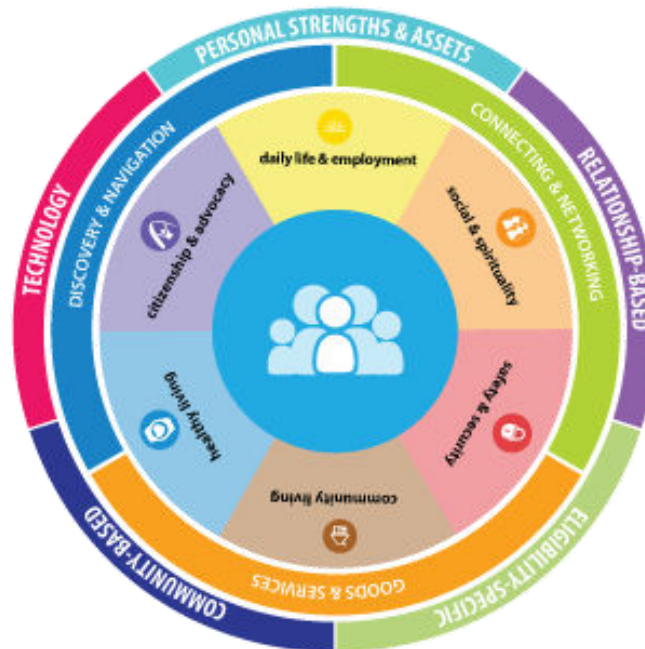 PERSONAL STRENGTHS & ASSETS
RELATIONSHIP-BASED
ELIGIBILITY-SPECIFIC
COMMUNITY-BASED
TECHNOLOGY
DISCOVERY & NAVIGATION
CONNECTING & NETWORKING
GOODS & SERVICES
daily life & employment
social & spirituality
safety & security
community living
healthy living
citizenship & advocacy